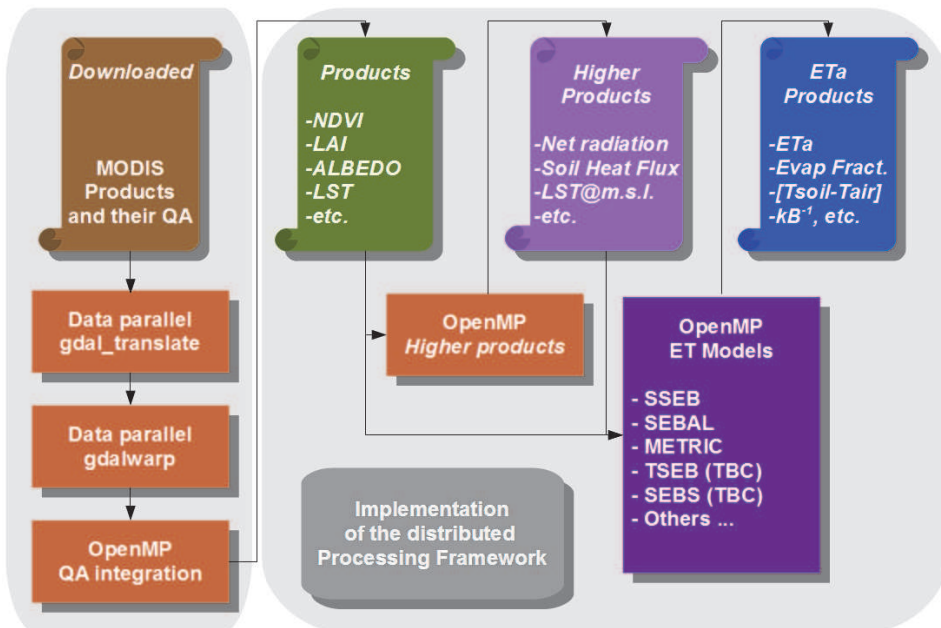 Downloaded
MODIS
Products
and their QA
Data parallel
gdal_translate
Data parallel
gdalwarp
OpenMP
QA integration
Products
-NDVI
-LAI
-ALBEDO
-LST
-etc.
Higher
Products
-Net radiation
-Soil Heat Flux
-LST@m.s.l.
-etc.
ETa
Products
-ETa
-Evap Fract.
-[Tsoil-Tair]
-kB⁻¹, etc.
OpenMP
Higher products
OpenMP
ET Models
- SSEB
- SEBAL
- METRIC
- TSEB (TBC)
- SEBS (TBC)
- Others ...
Implementation
of the distributed
Processing Framework